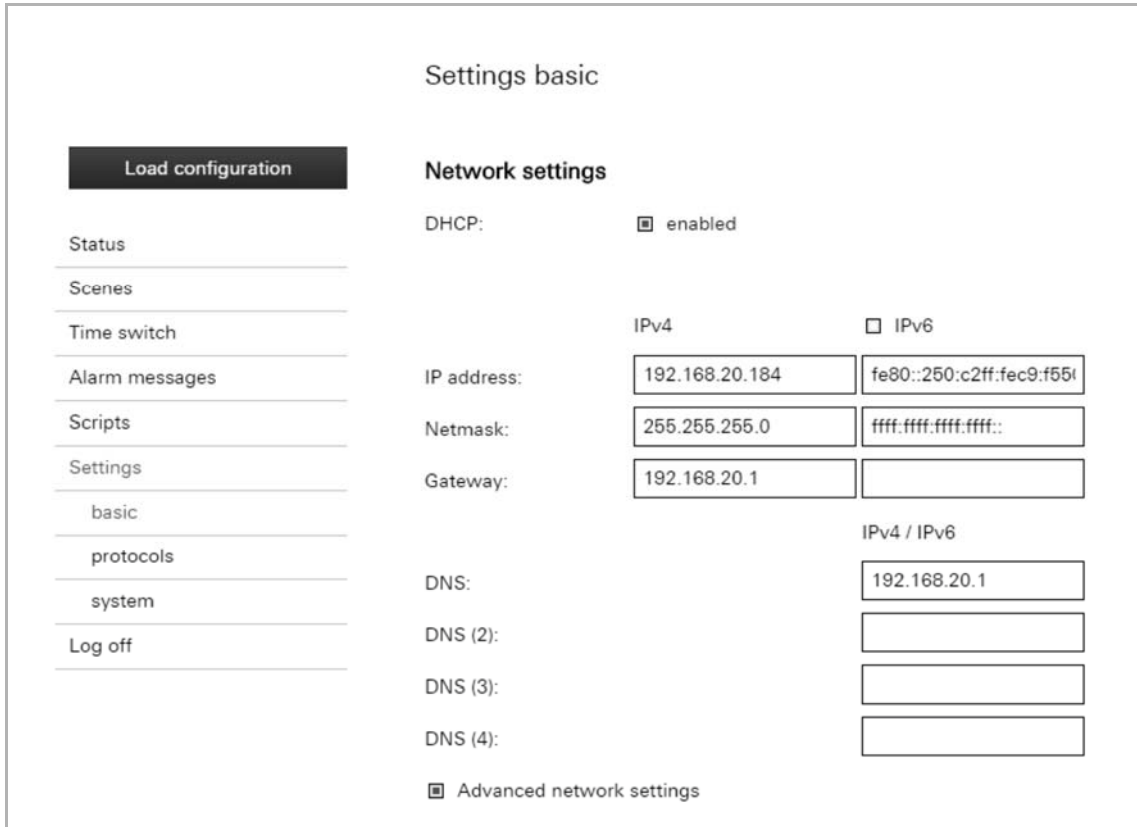 Settings basic
Load configuration
Status
Scenes
Time switch
Alarm messages
Scripts
Settings
basic
protocols
system
Log off
Network settings
DHCP: enabled
IPv4 IPv6
IP address: 192.168.20.184 fe80::250:c2ff:fec9:f55
Netmask: 255.255.255.0 ffff:ffff:ffff:ffff::
Gateway: 192.168.20.1
IPv4 / IPv6
DNS: 192.168.20.1
DNS (2):
DNS (3):
DNS (4):
Advanced network settings